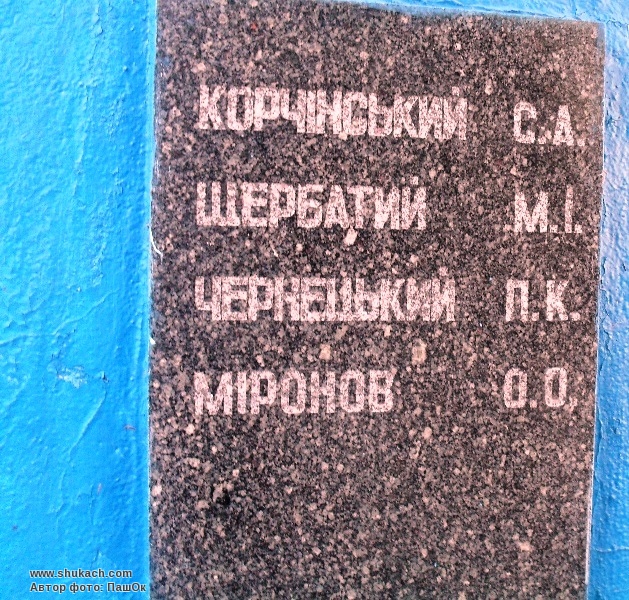 КОРЧІНСЬКИЙ С.А.
ЩЕРБАТИЙ М.І.
ЧЕРНЕЦЬКИЙ П.К.
МІРОНОВ О.О.
www.shukach.com
Автор фото: ПашОк